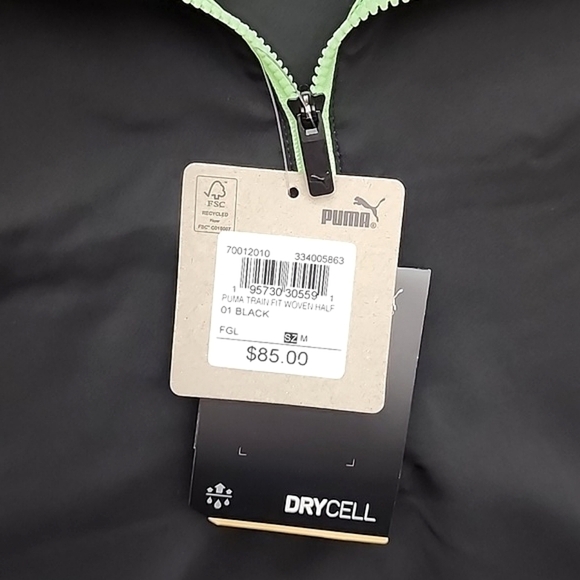 FSC
RECYCLED
Paper
PUMA
70012010 334005863
1 95730 30559 1
PUMA TRAIN FIT WOVEN HALF
01 BLACK
FGL SZ M
$85.00
K
DRYCELL